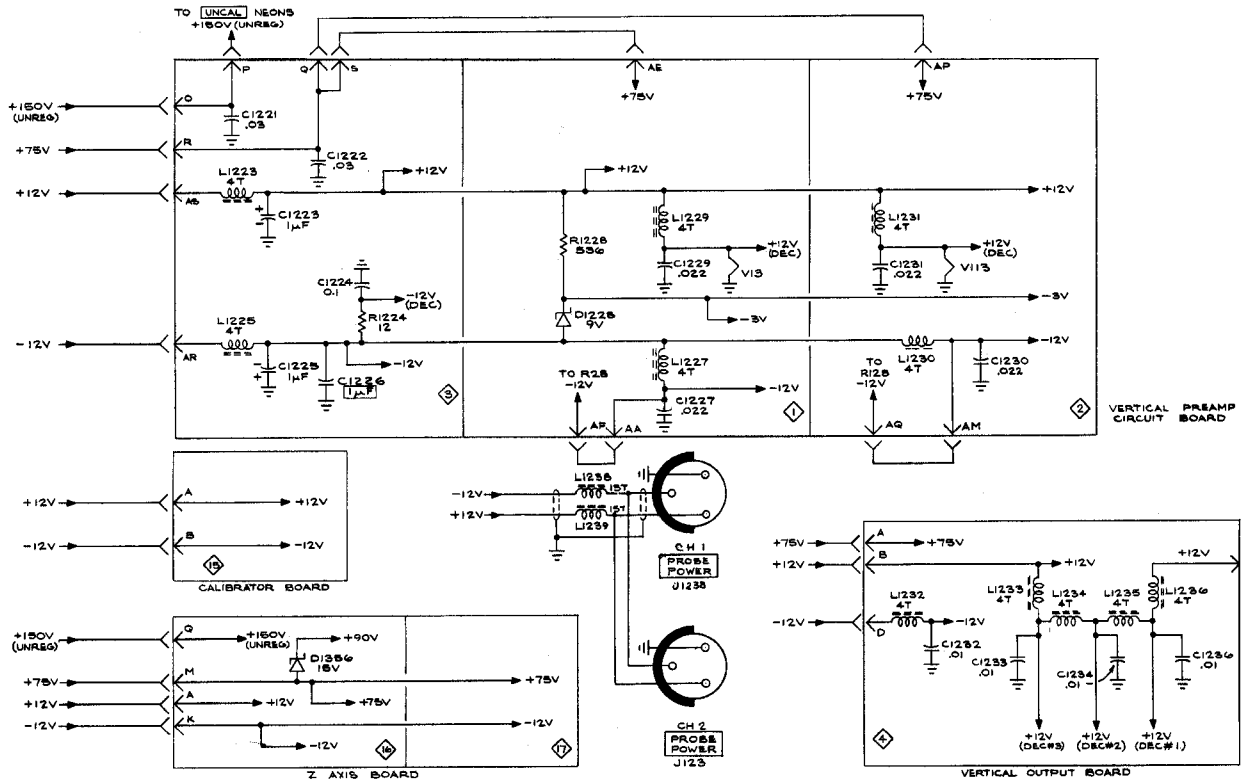 TO UNCAL NEONS
+150V (UNREG)
P
Q
S
AE
AP
+75V
+75V
+150V
(UNREG)
O
C1221
.03
+75V
R
C1222
.03
+12V
AS
L1223
4T
C1223
1µF
+12V
+12V
+12V
R1228
536
L1229
4T
C1229
.022
+12V
(DEC)
V13
L1231
4T
C1231
.022
+12V
(DEC)
V113
C1224
0.1
-12V
(DEC)
R1224
12
D1228
9V
-3V
-3V
-12V
AR
L1225
4T
C1225
1µF
C1226
1µF
-12V
L1227
4T
-12V
C1227
.022
L1230
4T
-12V
C1230
.022
TO R28
-12V
TO
R128
-12V
3
1
2
AF
AA
AQ
AM
VERTICAL PREAMP
CIRCUIT BOARD
+12V
A
+12V
-12V
B
-12V
15
CALIBRATOR BOARD
-12V
+12V
L1238
15T
15T
L1239
CH 1
PROBE
POWER
J1238
CH 2
PROBE
POWER
J123
+150V
(UNREG)
Q
+150V
(UNREG)
+90V
D1356
15V
+75V
M
+75V
+75V
+12V
A
+12V
-12V
K
-12V
-12V
16
17
Z AXIS BOARD
+75V
A
+75V
+12V
B
+12V
+12V
-12V
D
L1232
4T
-12V
C1232
.01
L1233
4T
L1234
4T
L1235
4T
L1236
4T
C1233
.01
C1234
.01
C1236
.01
+12V
(DEC#3)
+12V
(DEC#2)
+12V
(DEC#1)
4
VERTICAL OUTPUT BOARD